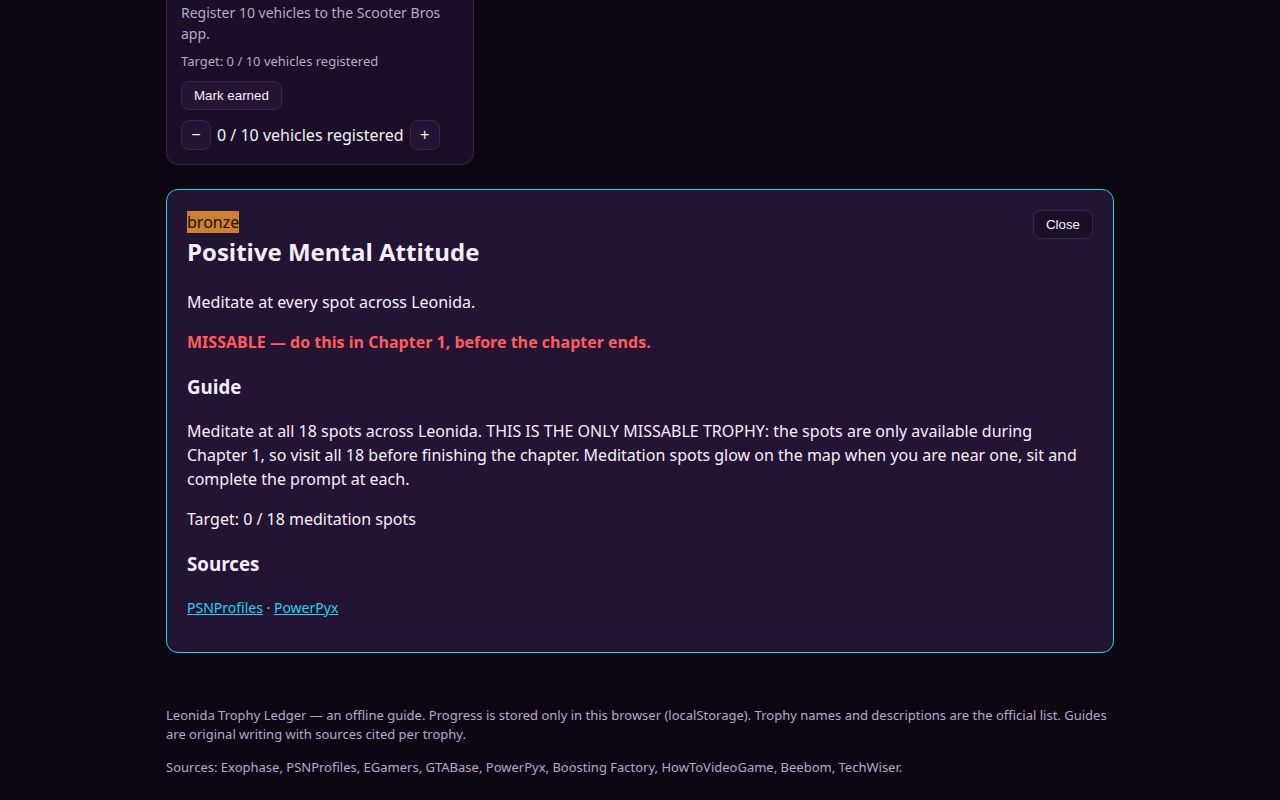 Register 10 vehicles to the Scooter Bros
app.
Target: 0 / 10 vehicles registered
Mark earned
− 0 / 10 vehicles registered +
bronze
Close
Positive Mental Attitude
Meditate at every spot across Leonida.
MISSABLE — do this in Chapter 1, before the chapter ends.
Guide
Meditate at all 18 spots across Leonida. THIS IS THE ONLY MISSABLE TROPHY: the spots are only available during
Chapter 1, so visit all 18 before finishing the chapter. Meditation spots glow on the map when you are near one, sit and
complete the prompt at each.
Target: 0 / 18 meditation spots
Sources
PSNProfiles · PowerPyx
Leonida Trophy Ledger — an offline guide. Progress is stored only in this browser (localStorage). Trophy names and descriptions are the official list. Guides
are original writing with sources cited per trophy.
Sources: Exophase, PSNProfiles, EGamers, GTABase, PowerPyx, Boosting Factory, HowToVideoGame, Beebom, TechWiser.